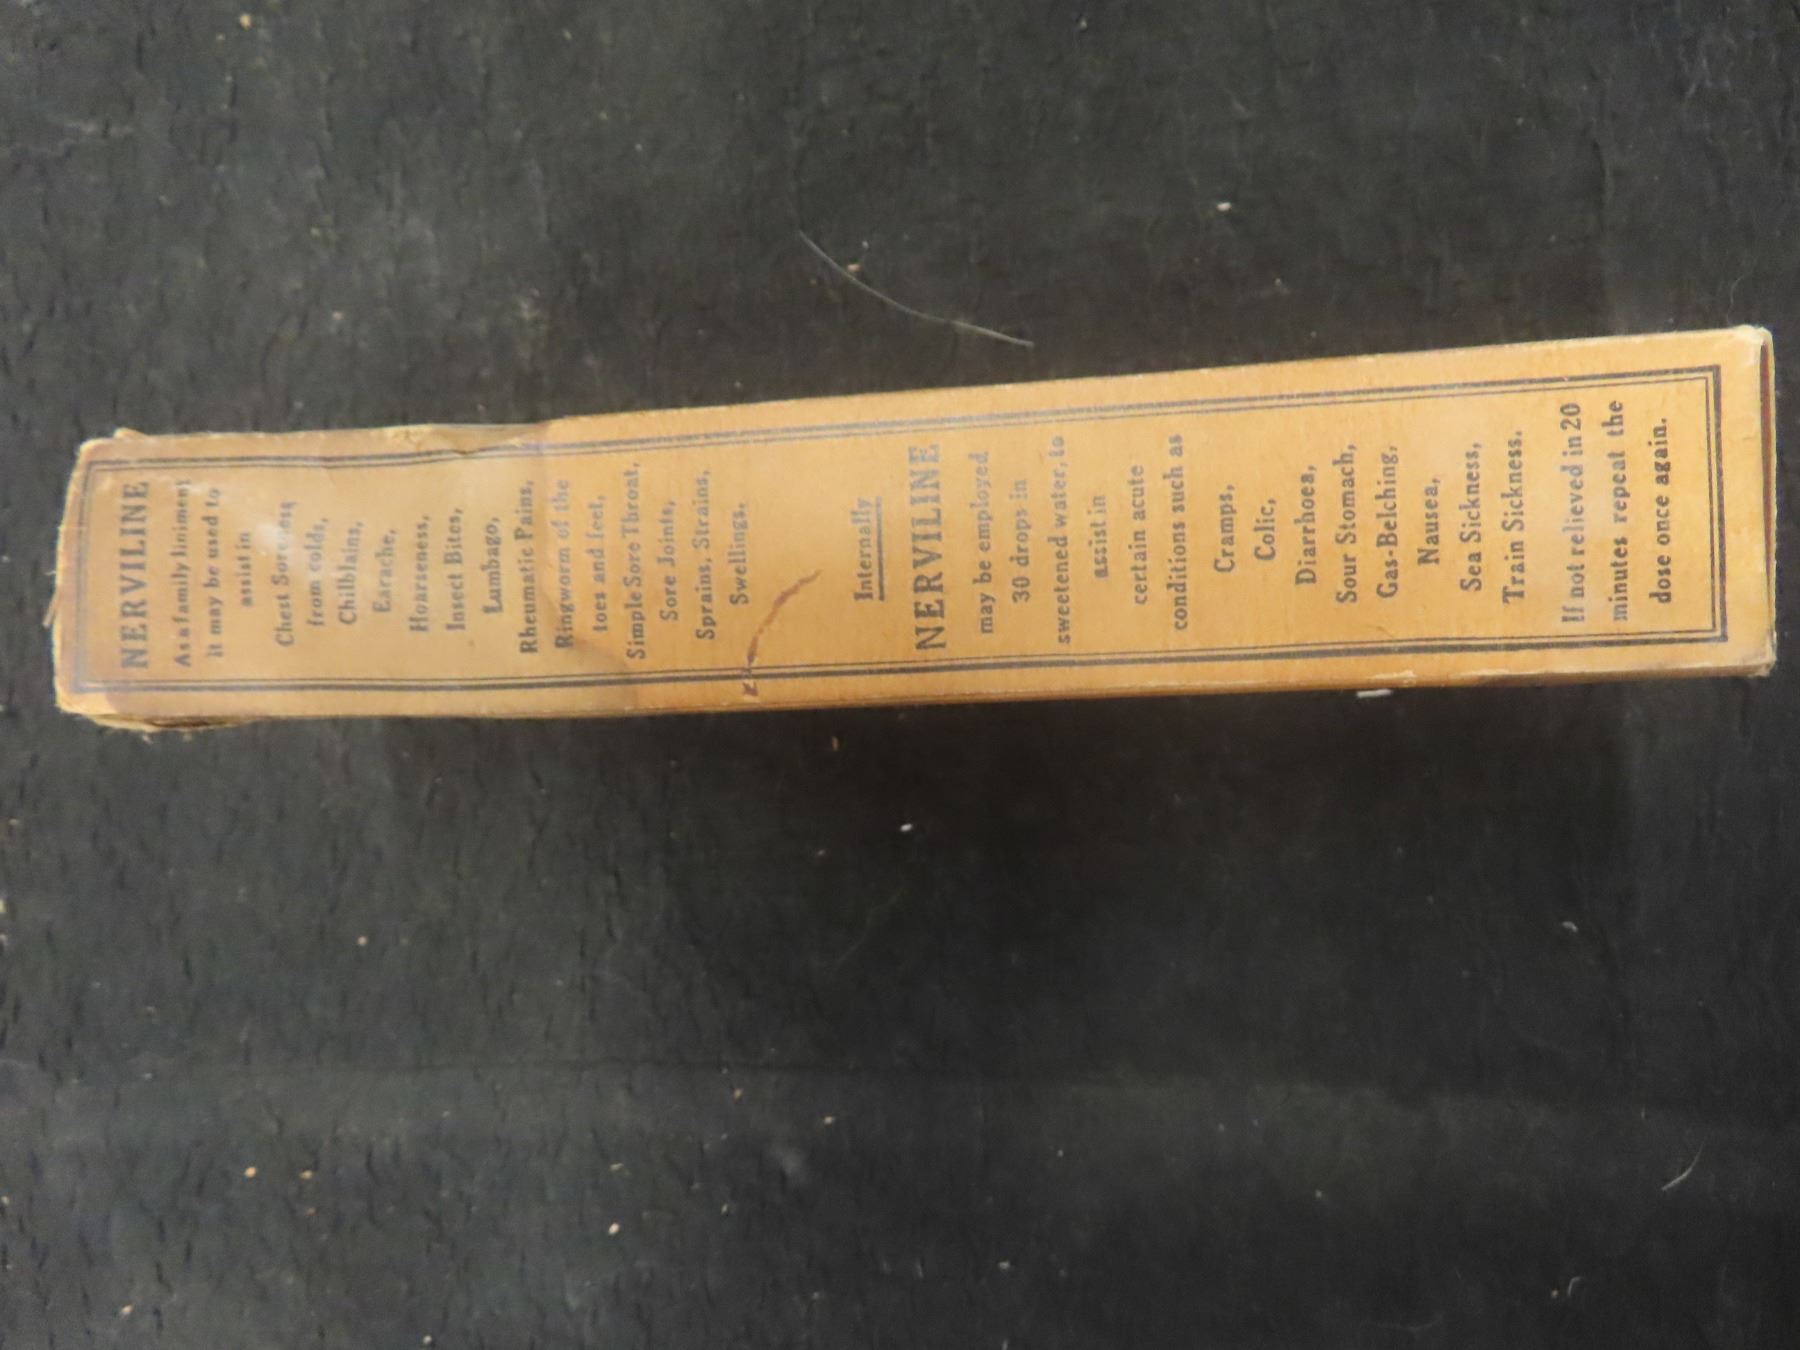 NERVILINE
As a family liniment
it may be used to
assist in
Chest Soreness
from colds,
Chilblains,
Earache,
Hoarseness,
Insect Bites,
Lumbago,
Rheumatic Pains,
Ringworm of the
toes and feet,
Simple Sore Throat,
Sore Joints,
Sprains, Strains,
Swellings,
Internally
NERVILINE
may be employed
30 drops in
sweetened water, to
assist in
certain acute
conditions such as
Cramps,
Colic,
Diarrhoea,
Sour Stomach,
Gas-Belching,
Nausea,
Sea Sickness,
Train Sickness.
If not relieved in 20
minutes repeat the
dose once again.